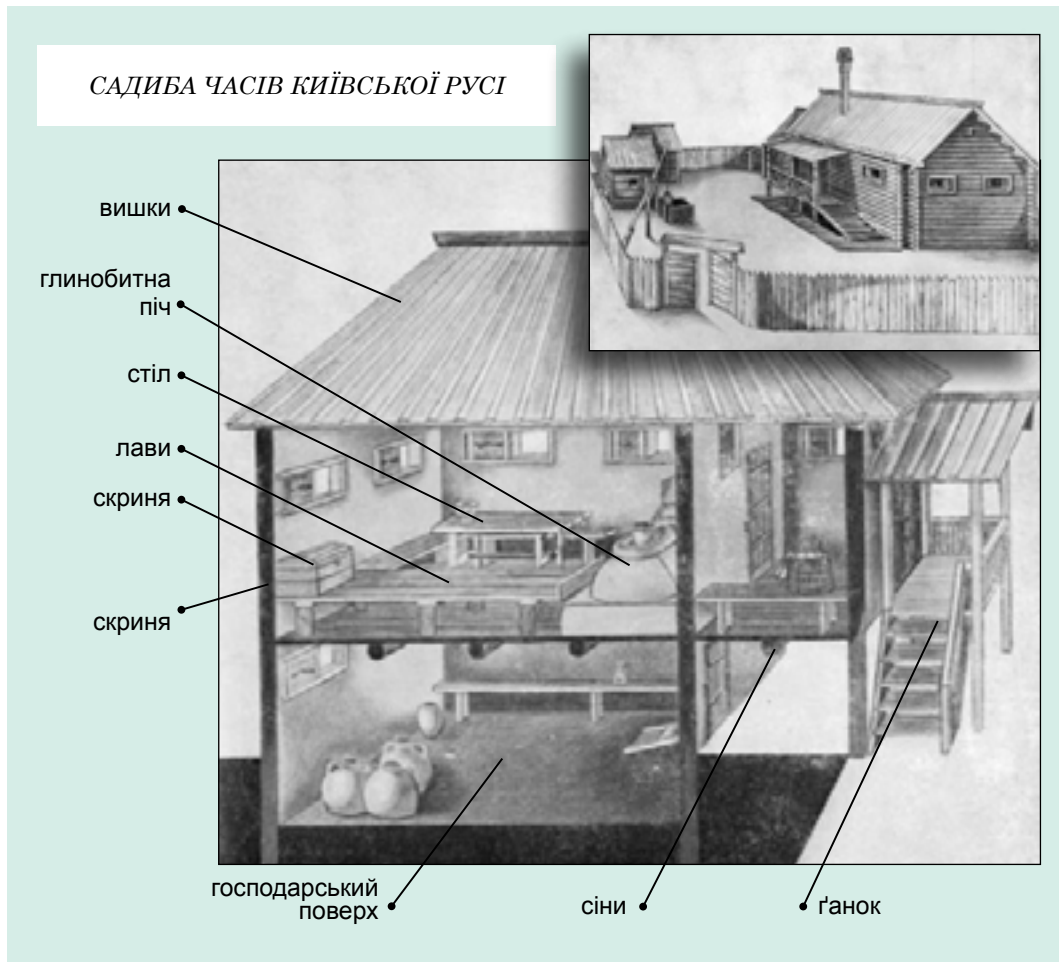 САДИБА ЧАСІВ КИЇВСЬКОЇ РУСІ
вишки
глинобитна
піч
стіл
лави
скриня
скриня
господарський
поверх
сіни
ґанок